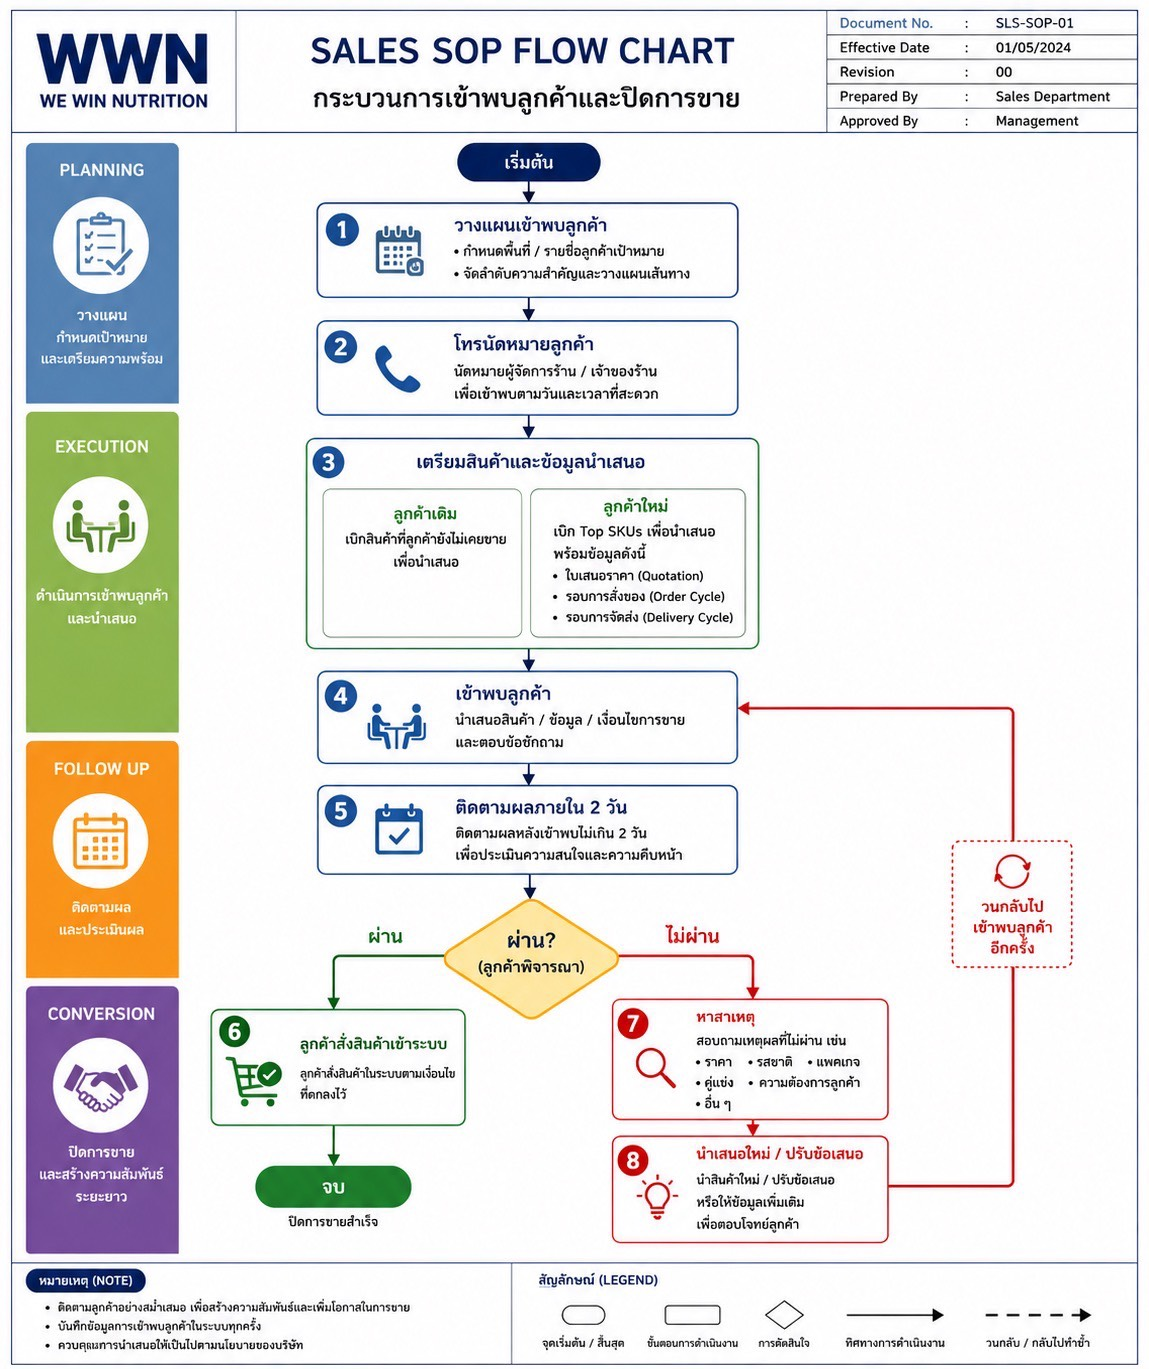 WWN
WE WIN NUTRITION
SALES SOP FLOW CHART
กระบวนการเข้าพบลูกค้าและปิดการขาย
Document No. : SLS-SOP-01
Effective Date : 01/05/2024
Revision : 00
Prepared By : Sales Department
Approved By : Management
PLANNING
วางแผน
กำหนดเป้าหมาย
และเตรียมความพร้อม
EXECUTION
ดำเนินการเข้าพบลูกค้า
และนำเสนอ
FOLLOW UP
ติดตามผล
และประเมินผล
CONVERSION
ปิดการขาย
และสร้างความสัมพันธ์
ระยะยาว
เริ่มต้น
1
วางแผนเข้าพบลูกค้า
• กำหนดพื้นที่ / รายชื่อลูกค้าเป้าหมาย
• จัดลำดับความสำคัญและวางแผนเส้นทาง
2
โทรนัดหมายลูกค้า
นัดหมายผู้จัดการร้าน / เจ้าของร้าน
เพื่อเข้าพบตามวันและเวลาที่สะดวก
3
เตรียมสินค้าและข้อมูลนำเสนอ
ลูกค้าเดิม
เบิกสินค้าที่ลูกค้ายังไม่เคยขาย
เพื่อนำเสนอ
ลูกค้าใหม่
เบิก Top SKUs เพื่อนำเสนอ
พร้อมข้อมูลดังนี้
• ใบเสนอราคา (Quotation)
• รอบการสั่งของ (Order Cycle)
• รอบการจัดส่ง (Delivery Cycle)
4
เข้าพบลูกค้า
นำเสนอสินค้า / ข้อมูล / เงื่อนไขการขาย
และตอบข้อซักถาม
5
ติดตามผลภายใน 2 วัน
ติดตามผลหลังเข้าพบไม่เกิน 2 วัน
เพื่อประเมินความสนใจและความคืบหน้า
ผ่าน
ผ่าน?
(ลูกค้าพิจารณา)
ไม่ผ่าน
วนกลับไป
เข้าพบลูกค้า
อีกครั้ง
6
ลูกค้าสั่งสินค้าเข้าระบบ
ลูกค้าสั่งสินค้าในระบบตามเงื่อนไข
ที่ตกลงไว้
จบ
ปิดการขายสำเร็จ
7
หาสาเหตุ
สอบถามเหตุผลที่ไม่ผ่าน เช่น
• ราคา • รสชาติ • แพคเกจ
• คู่แข่ง • ความต้องการลูกค้า
• อื่น ๆ
8
นำเสนอใหม่ / ปรับข้อเสนอ
นำสินค้าใหม่ / ปรับข้อเสนอ
หรือให้ข้อมูลเพิ่มเติม
เพื่อตอบโจทย์ลูกค้า
หมายเหตุ (NOTE)
• ติดตามลูกค้าอย่างสม่ำเสมอ เพื่อสร้างความสัมพันธ์และเพิ่มโอกาสในการขาย
• บันทึกข้อมูลการเข้าพบลูกค้าในระบบทุกครั้ง
• ควบคุมการนำเสนอให้เป็นไปตามนโยบายของบริษัท
สัญลักษณ์ (LEGEND)
จุดเริ่มต้น / สิ้นสุด
ขั้นตอนการดำเนินงาน
การตัดสินใจ
ทิศทางการดำเนินงาน
วนกลับ / กลับไปทำซ้ำ